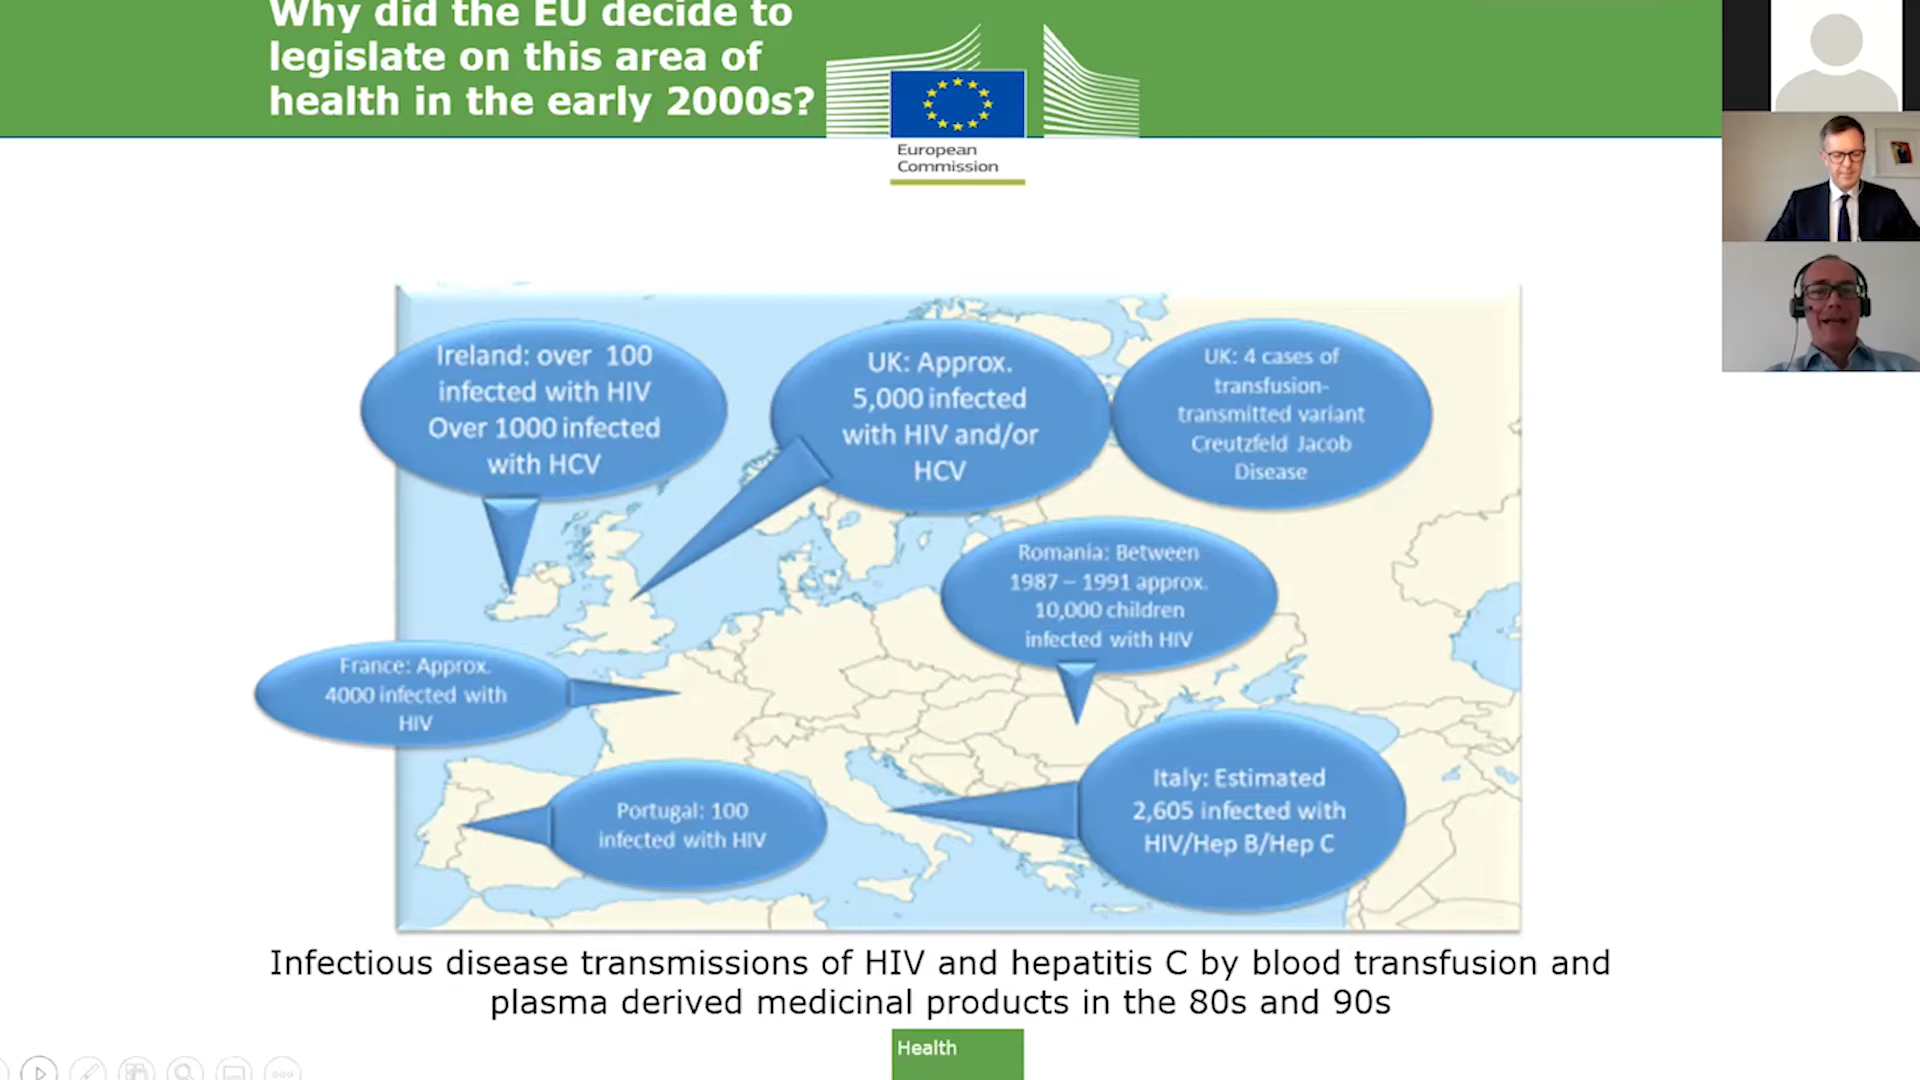 Why did the EU decide to
legislate on this area of
health in the early 2000s?
European
Commission
Ireland: over 100
infected with HIV
Over 1000 infected
with HCV
UK: Approx.
5,000 infected
with HIV and/or
HCV
UK: 4 cases of
transfusion-
transmitted variant
Creutzfeld Jacob
Disease
Romania: Between
1987 – 1991 approx.
10,000 children
infected with HIV
France: Approx.
4000 infected with
HIV
Portugal: 100
infected with HIV
Italy: Estimated
2,605 infected with
HIV/Hep B/Hep C
Infectious disease transmissions of HIV and hepatitis C by blood transfusion and
plasma derived medicinal products in the 80s and 90s
Health